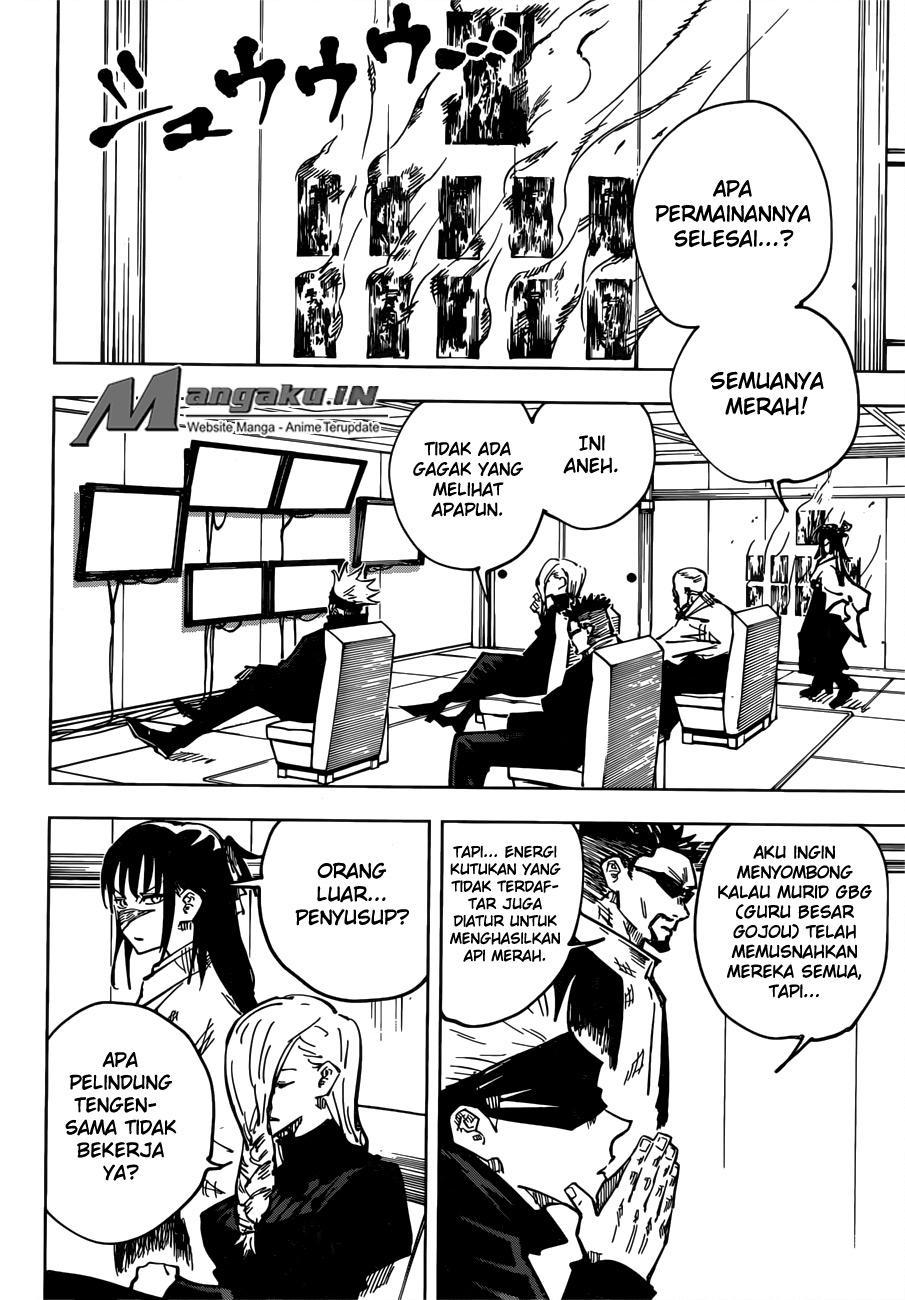 ジュウウウ...
APA
PERMAINANNYA
SELESAI...?
SEMUANYA
MERAH!
Mangaku.iN
Website Manga - Anime Terupdate
INI
ANEH.
TIDAK ADA
GAGAK YANG
MELIHAT
APAPUN.
AKU INGIN
MENYOMBONG
KALAU MURID GBG
(GURU BESAR
GOJOU) TELAH
MEMUSNAHKAN
MEREKA SEMUA,
TAPI...
TAPI... ENERGI
KUTUKAN YANG
TIDAK TERDAF-
TAR JUGA
DIATUR UNTUK
MENGHASILKAN
API MERAH.
ORANG
LUAR...
PENYUSUP?
APA
PELINDUNG
TENGEN-
SAMA TIDAK
BEKERJA
YA?